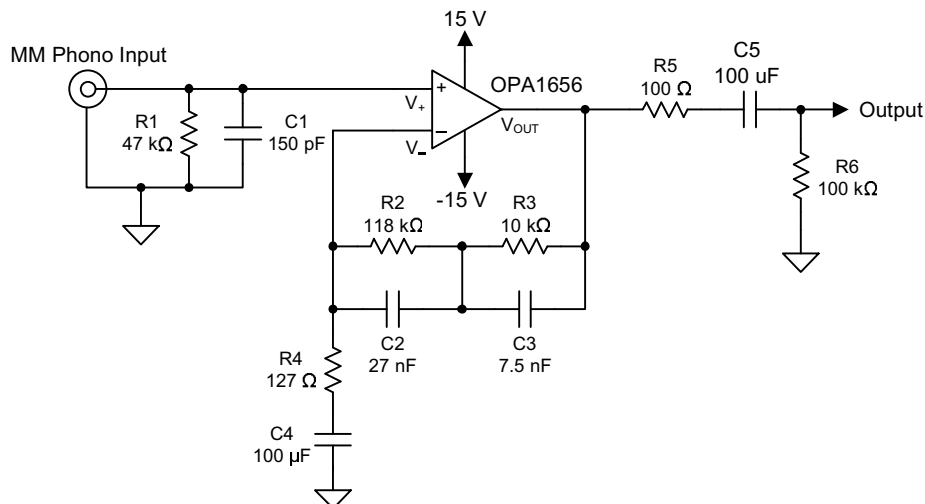 15 V
MM Phono Input
OPA1656
+
V+
−
V−
VOUT
-15 V
R1
47 kΩ
C1
150 pF
R5
100 Ω
C5
100 uF
Output
R6
100 kΩ
R2
118 kΩ
R3
10 kΩ
C2
27 nF
C3
7.5 nF
R4
127 Ω
C4
100 µF